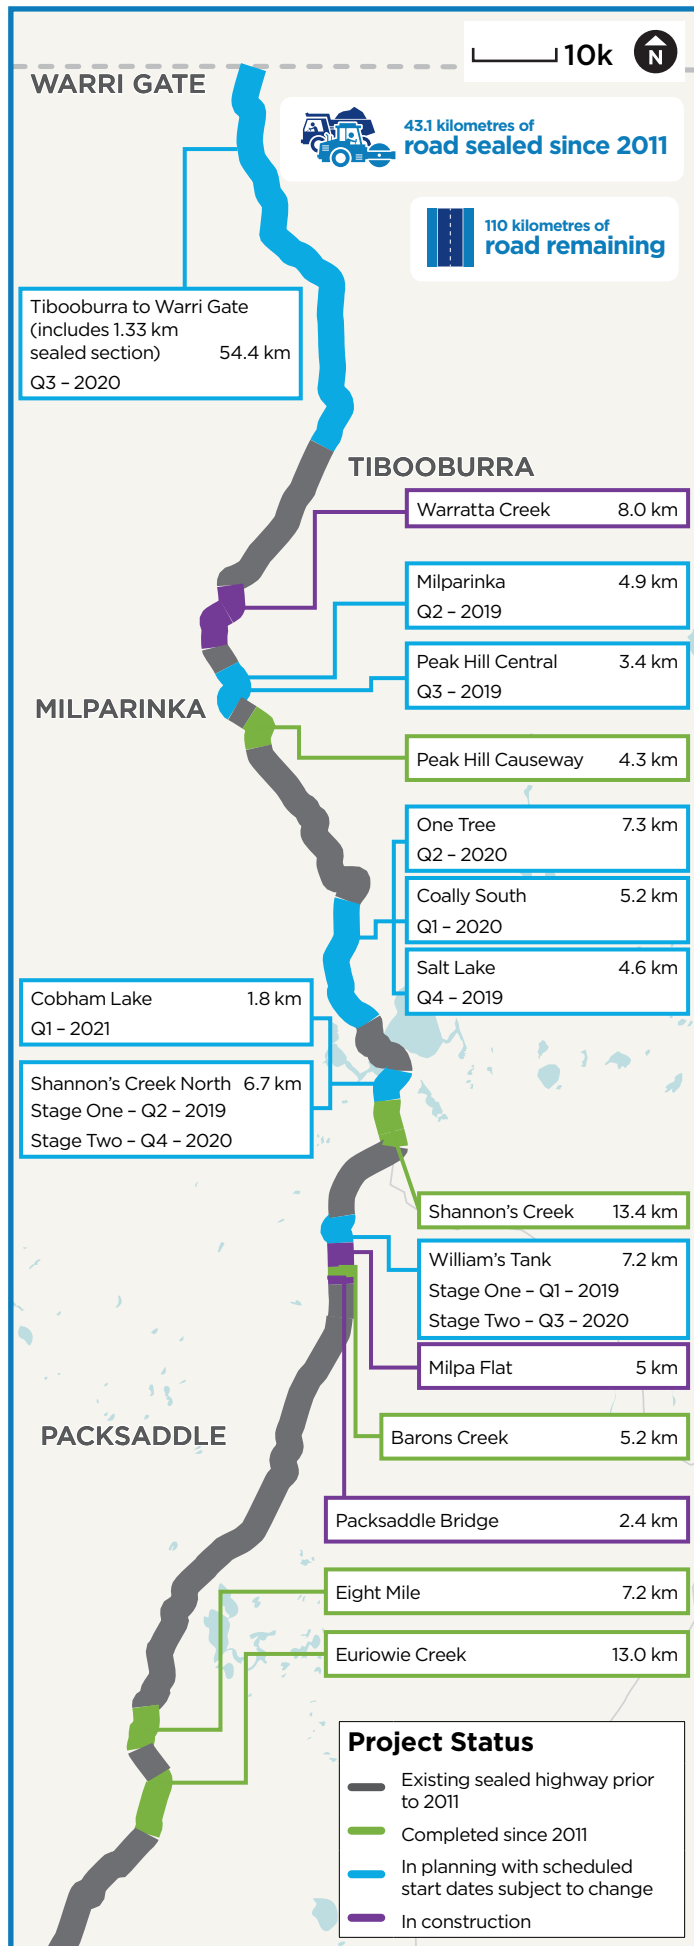 10k
N
WARRI GATE
43.1 kilometres of
road sealed since 2011
110 kilometres of
road remaining
Tibooburra to Warri Gate
(includes 1.33 km
sealed section) 54.4 km
Q3 – 2020
TIBOOBURRA
Warratta Creek 8.0 km
Milparinka 4.9 km
Q2 – 2019
Peak Hill Central 3.4 km
Q3 – 2019
MILPARINKA
Peak Hill Causeway 4.3 km
One Tree 7.3 km
Q2 – 2020
Coally South 5.2 km
Q1 – 2020
Salt Lake 4.6 km
Q4 – 2019
Cobham Lake 1.8 km
Q1 – 2021
Shannon's Creek North 6.7 km
Stage One – Q2 – 2019
Stage Two – Q4 – 2020
Shannon's Creek 13.4 km
William's Tank 7.2 km
Stage One – Q1 – 2019
Stage Two – Q3 – 2020
Milpa Flat 5 km
PACKSADDLE
Barons Creek 5.2 km
Packsaddle Bridge 2.4 km
Eight Mile 7.2 km
Euriowie Creek 13.0 km
Project Status
Existing sealed highway prior
to 2011
Completed since 2011
In planning with scheduled
start dates subject to change
In construction